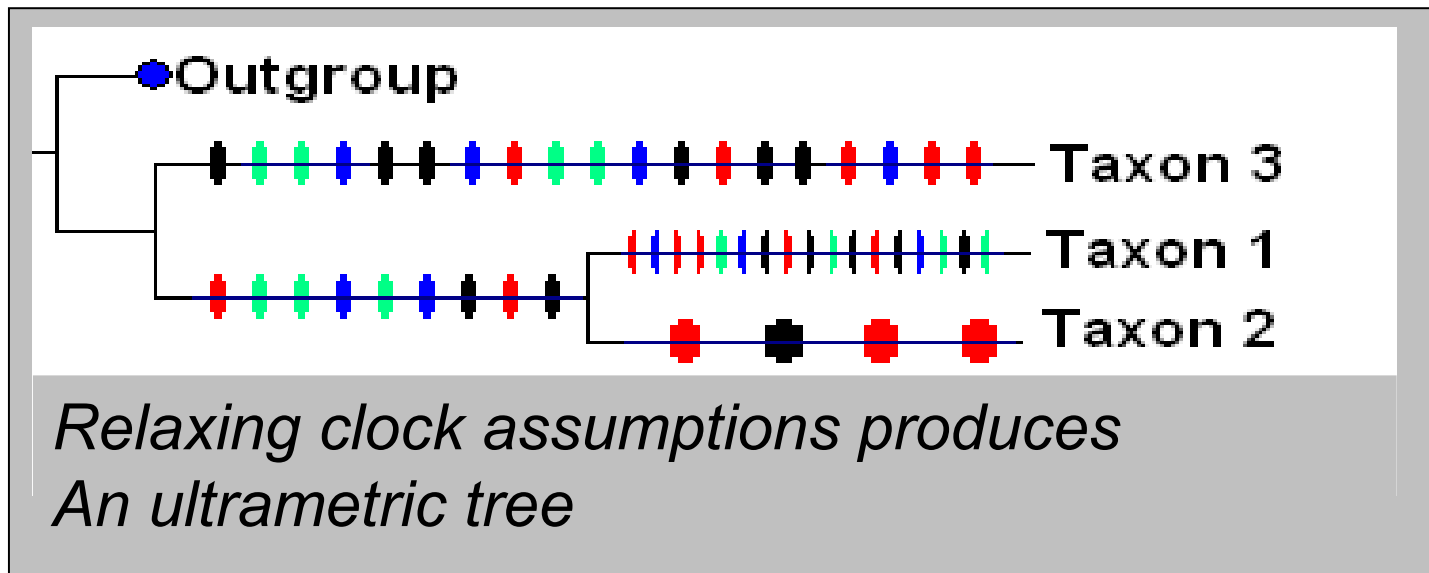 Outgroup
Taxon 3
Taxon 1
Taxon 2
Relaxing clock assumptions produces
An ultrametric tree